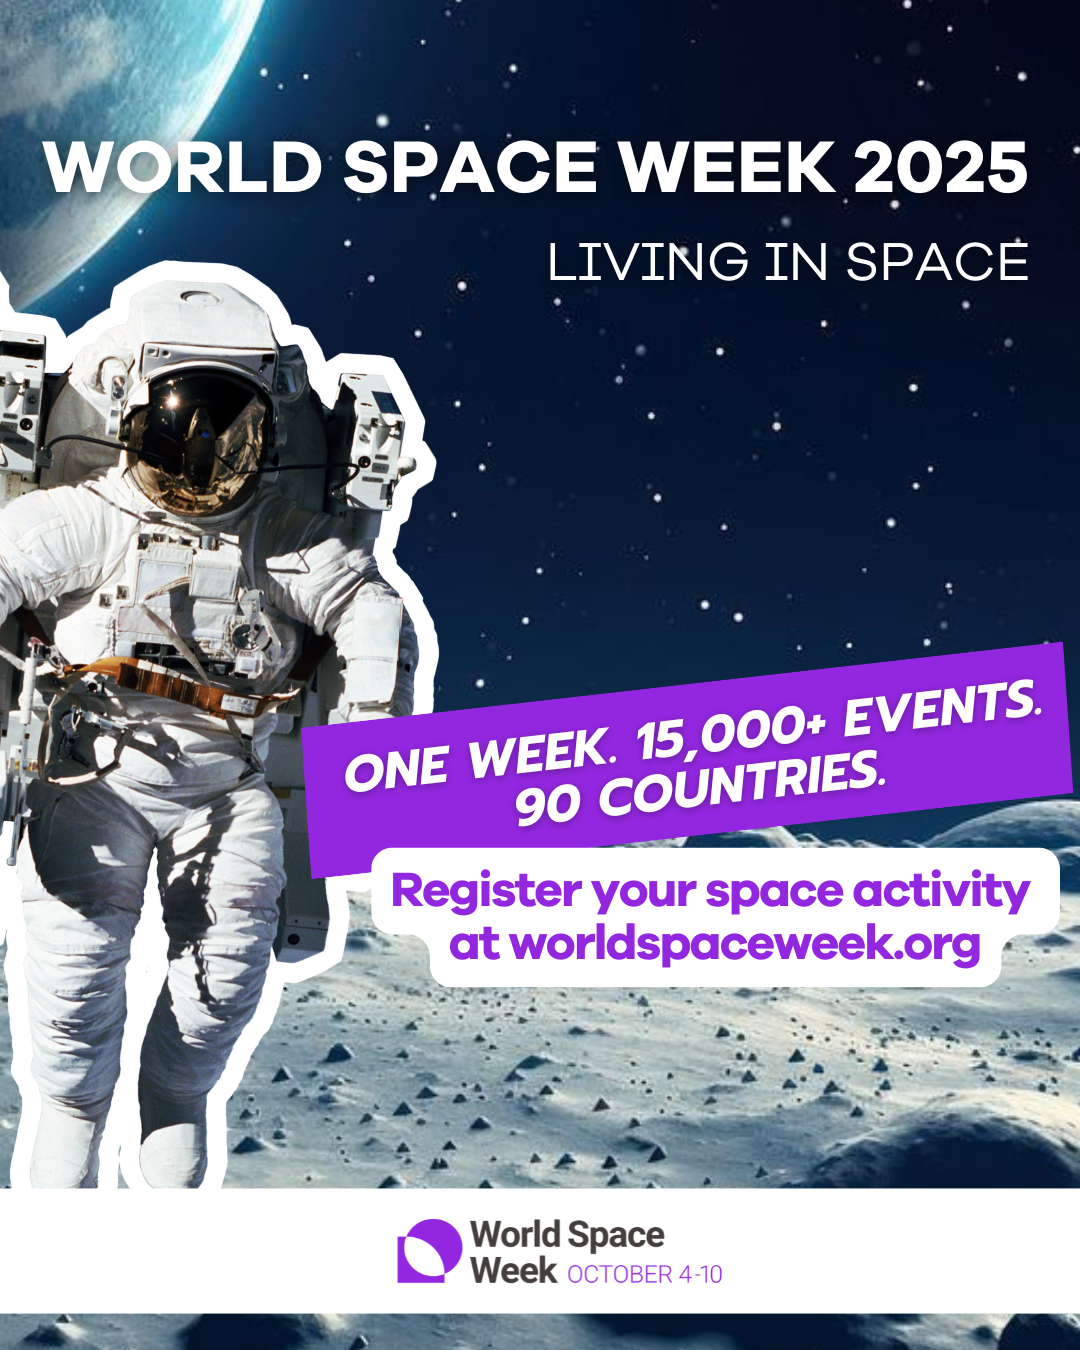 WORLD SPACE WEEK 2025
LIVING IN SPACE
ONE WEEK. 15,000+ EVENTS.
90 COUNTRIES.
Register your space activity
at worldspaceweek.org
World Space
Week OCTOBER 4-10